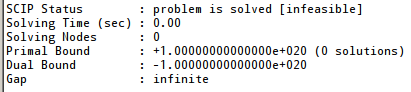 SCIP Status        : problem is solved [infeasible]
Solving Time (sec) : 0.00
Solving Nodes      : 0
Primal Bound       : +1.00000000000000e+020 (0 solutions)
Dual Bound         : -1.00000000000000e+020
Gap                : infinite